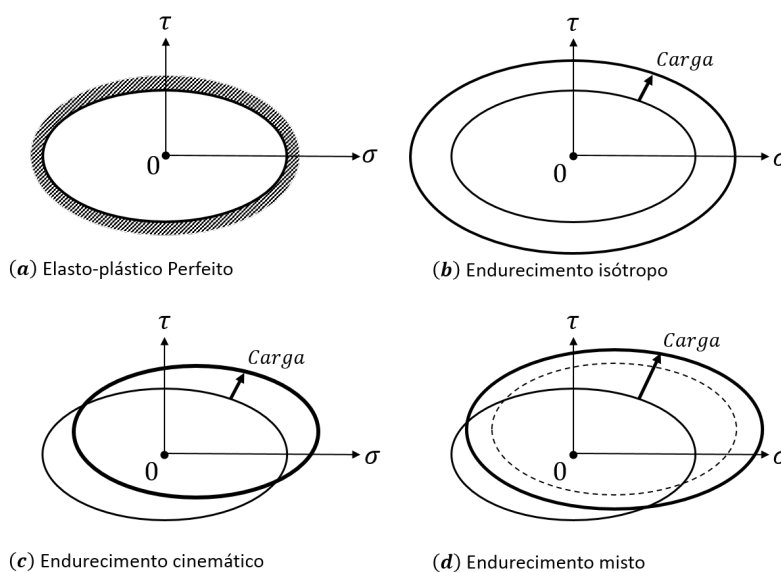 τ
0
σ
(a) Elasto-plástico Perfeito
τ
Carga
0
σ
(b) Endurecimento isótropo
τ
Carga
0
σ
(c) Endurecimento cinemático
τ
Carga
0
σ
(d) Endurecimento misto